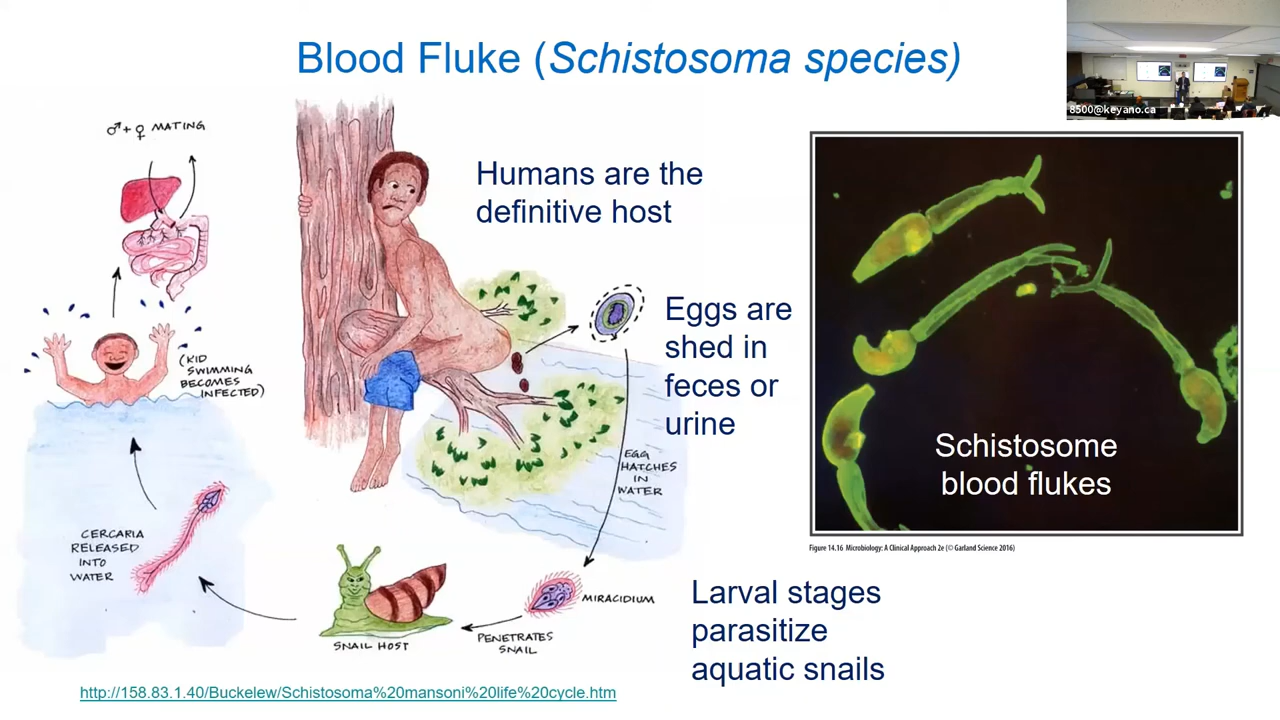 Blood Fluke (Schistosoma species)
8500@keyano.ca
♂+♀ MATING
Humans are the
definitive host
(KID
SWIMMING
BECOMES
INFECTED)
Eggs are
shed in
feces or
urine
EGG
HATCHES
IN
WATER
Schistosome
blood flukes
Figure 14.16 Microbiology: A Clinical Approach 2e (© Garland Science 2016)
CERCARIA
RELEASED
INTO
WATER
MIRACIDIUM
PENETRATES
SNAIL
SNAIL HOST
Larval stages
parasitize
aquatic snails
http://158.83.1.40/Buckelew/Schistosoma%20mansoni%20life%20cycle.htm